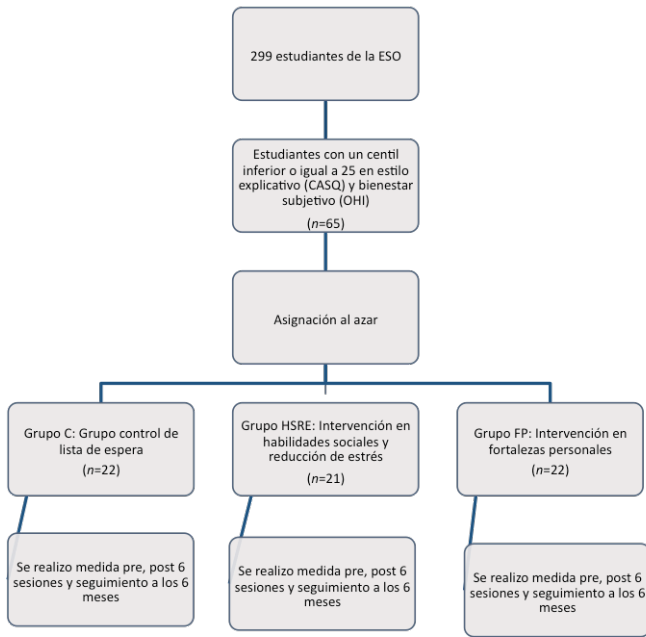 299 estudiantes de la ESO
Estudiantes con un centil
inferior o igual a 25 en estilo
explicativo (CASQ) y bienestar
subjetivo (OHI)
(n=65)
Asignación al azar
Grupo C: Grupo control de
lista de espera
(n=22)
Grupo HSRE: Intervención en
habilidades sociales y
reducción de estrés
(n=21)
Grupo FP: Intervención en
fortalezas personales
(n=22)
Se realizo medida pre, post 6
sesiones y seguimiento a los 6
meses
Se realizo medida pre, post 6
sesiones y seguimiento a los 6
meses
Se realizo medida pre, post 6
sesiones y seguimiento a los 6
meses